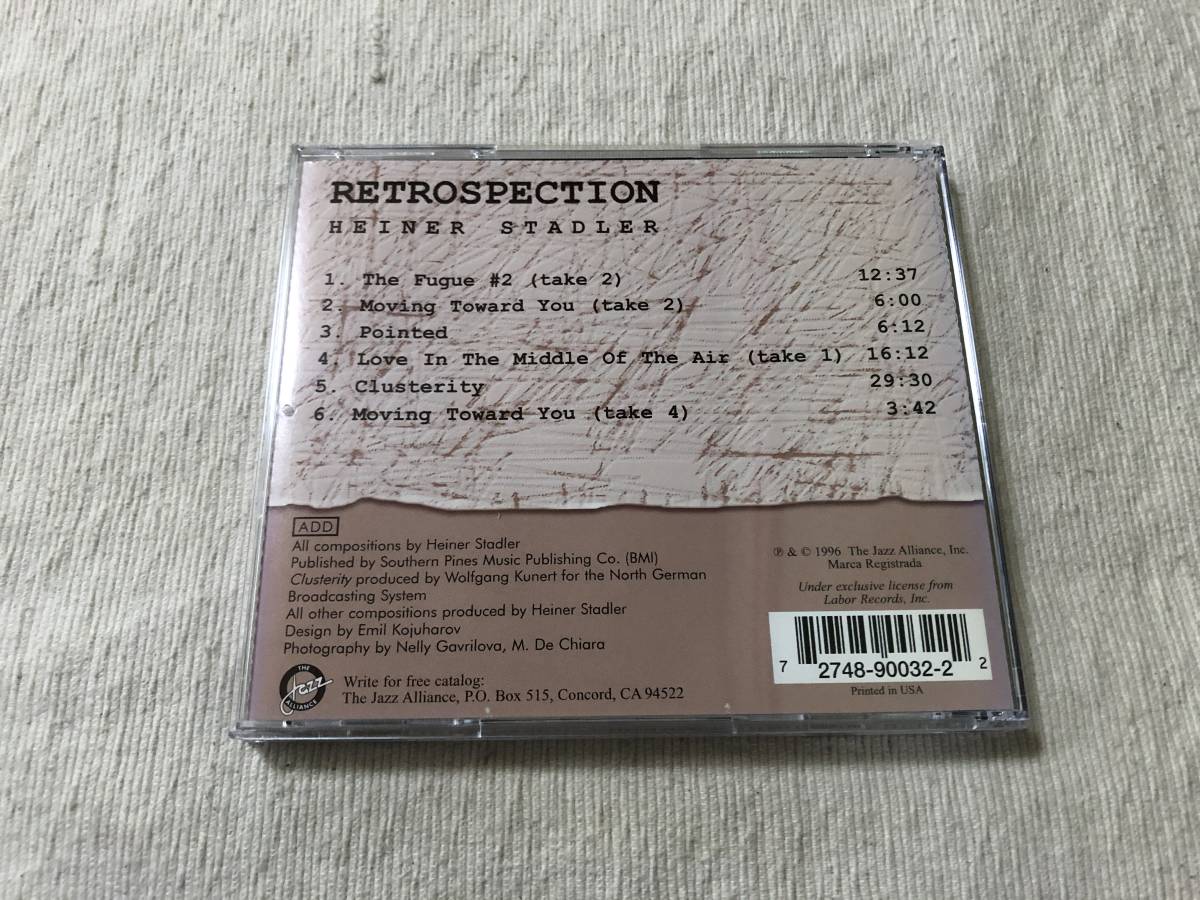 RETROSPECTION
HEINER STADLER
1. The Fugue #2 (take 2) 12:37
2. Moving Toward You (take 2) 6:00
3. Pointed 6:12
4. Love In The Middle Of The Air (take 1) 16:12
5. Clusterity 29:30
6. Moving Toward You (take 4) 3:42
ADD
All compositions by Heiner Stadler
Published by Southern Pines Music Publishing Co. (BMI)
Clusterity produced by Wolfgang Kunert for the North German
Broadcasting System
All other compositions produced by Heiner Stadler
Design by Emil Kojuharov
Photography by Nelly Gavrilova, M. De Chiara
THE
Jazz
ALLIANCE
Write for free catalog:
The Jazz Alliance, P.O. Box 515, Concord, CA 94522
℗ & © 1996 The Jazz Alliance, Inc.
Marca Registrada
Under exclusive license from
Labor Records, Inc.
7 2748-90032-2 2
Printed in USA